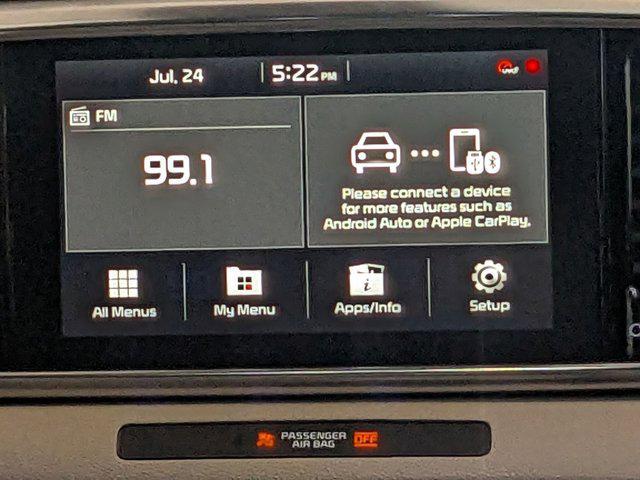 Jul, 24
5:22 PM
FM
99.1
Please connect a device
for more features such as
Android Auto or Apple CarPlay.
All Menus
My Menu
Apps/Info
Setup
PASSENGER
AIR BAG
OFF